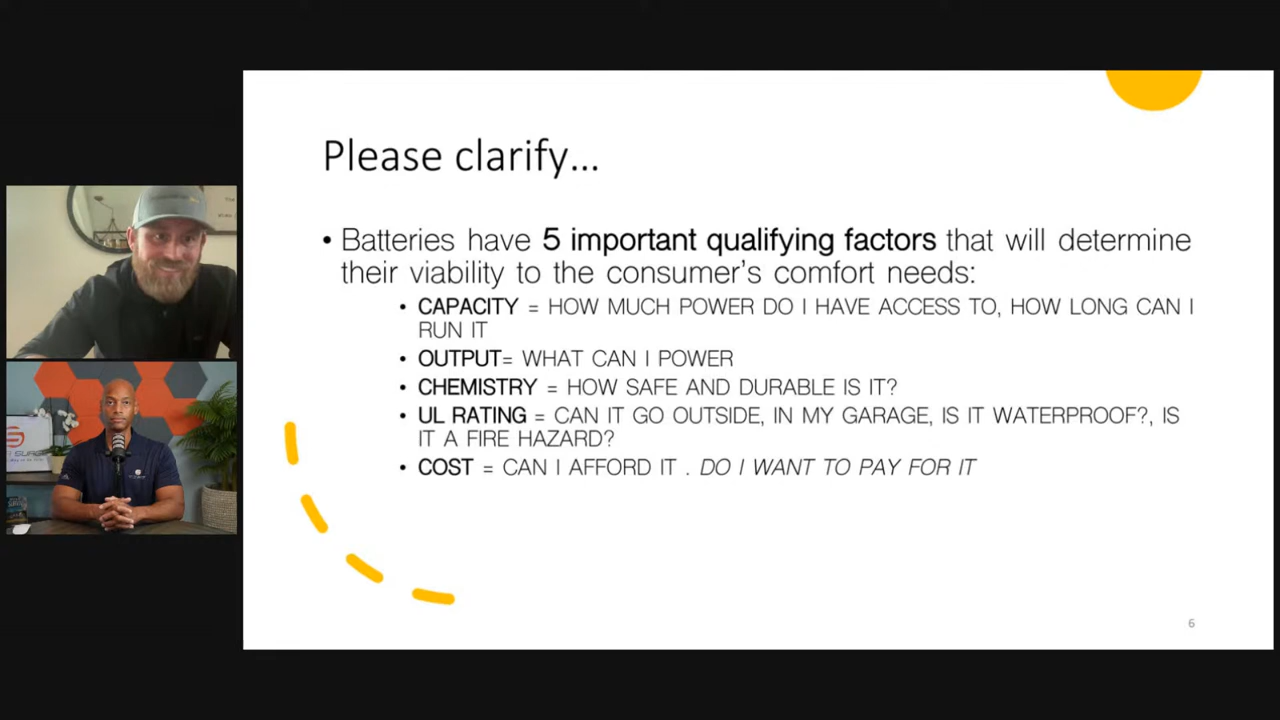 Please clarify...
• Batteries have 5 important qualifying factors that will determine
their viability to the consumer's comfort needs:
• CAPACITY = HOW MUCH POWER DO I HAVE ACCESS TO, HOW LONG CAN I
RUN IT
• OUTPUT= WHAT CAN I POWER
• CHEMISTRY = HOW SAFE AND DURABLE IS IT?
• UL RATING = CAN IT GO OUTSIDE, IN MY GARAGE, IS IT WATERPROOF?, IS
IT A FIRE HAZARD?
• COST = CAN I AFFORD IT . DO I WANT TO PAY FOR IT
6